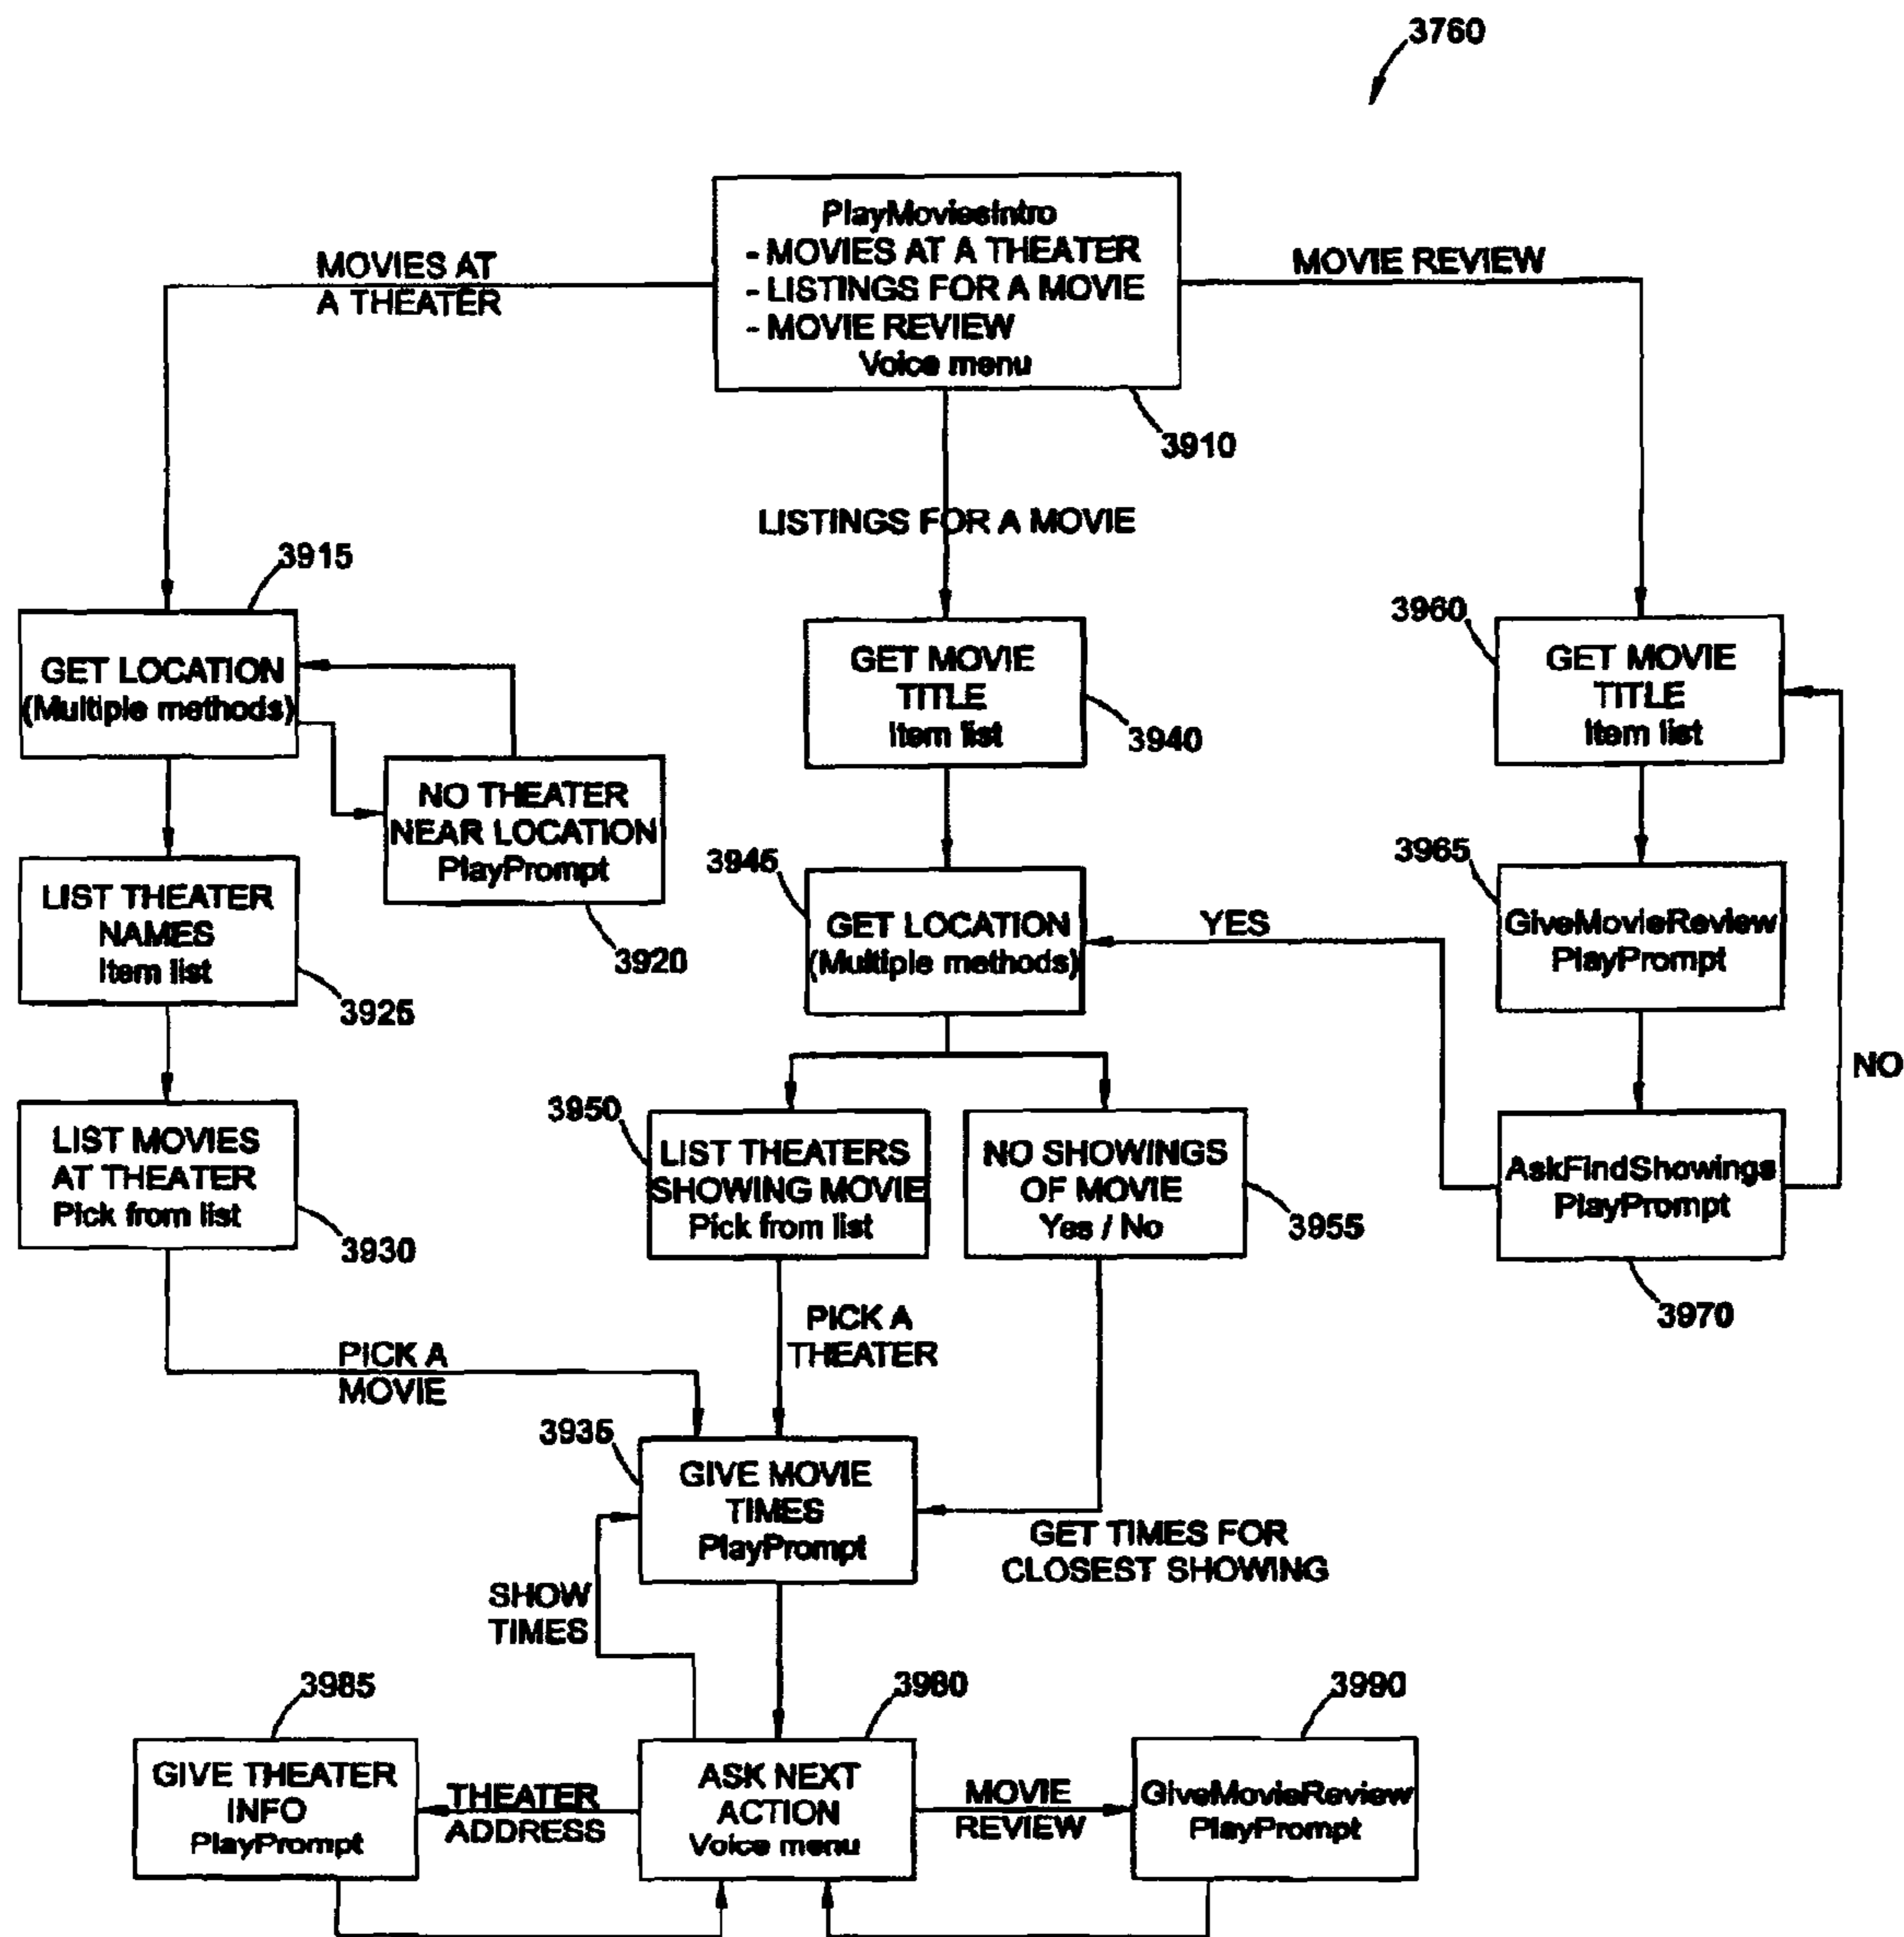 3760
PlayMoviesIntro
- MOVIES AT A THEATER
- LISTINGS FOR A MOVIE
- MOVIE REVIEW
Voice menu
3910
MOVIES AT
A THEATER
MOVIE REVIEW
LISTINGS FOR A MOVIE
3915
GET LOCATION
(Multiple methods)
NO THEATER
NEAR LOCATION
PlayPrompt
3920
LIST THEATER
NAMES
Item list
3925
LIST MOVIES
AT THEATER
Pick from list
3930
GET MOVIE
TITLE
Item list
3940
3945
GET LOCATION
(Multiple methods)
YES
3960
GET MOVIE
TITLE
Item list
3965
GiveMovieReview
PlayPrompt
NO
AskFindShowings
PlayPrompt
3970
3950
LIST THEATERS
SHOWING MOVIE
Pick from list
NO SHOWINGS
OF MOVIE
Yes / No
3955
PICK A
THEATER
PICK A
MOVIE
3935
GIVE MOVIE
TIMES
PlayPrompt
GET TIMES FOR
CLOSEST SHOWING
SHOW
TIMES
3985
GIVE THEATER
INFO
PlayPrompt
THEATER
ADDRESS
3980
ASK NEXT
ACTION
Voice menu
MOVIE
REVIEW
3990
GiveMovieReview
PlayPrompt